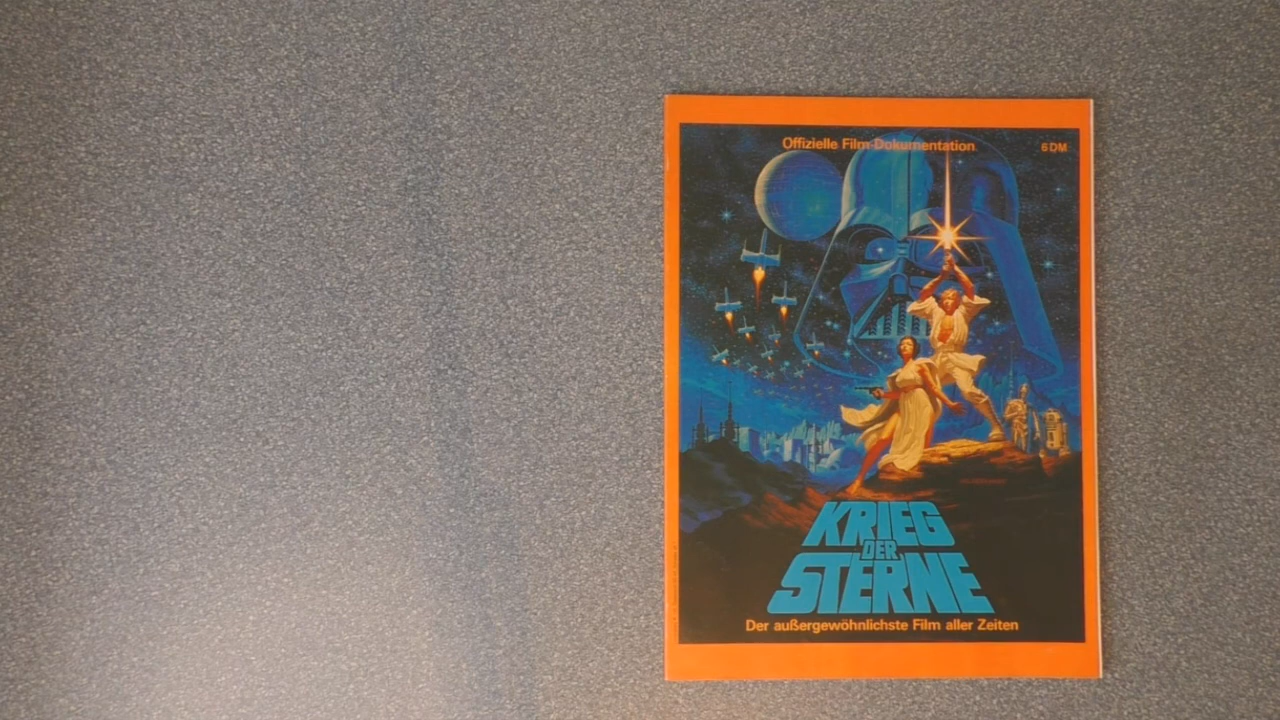 Offizielle Film-Dokumentation
6 DM
KRIEG
DER
STERNE
Der außergewöhnlichste Film aller Zeiten